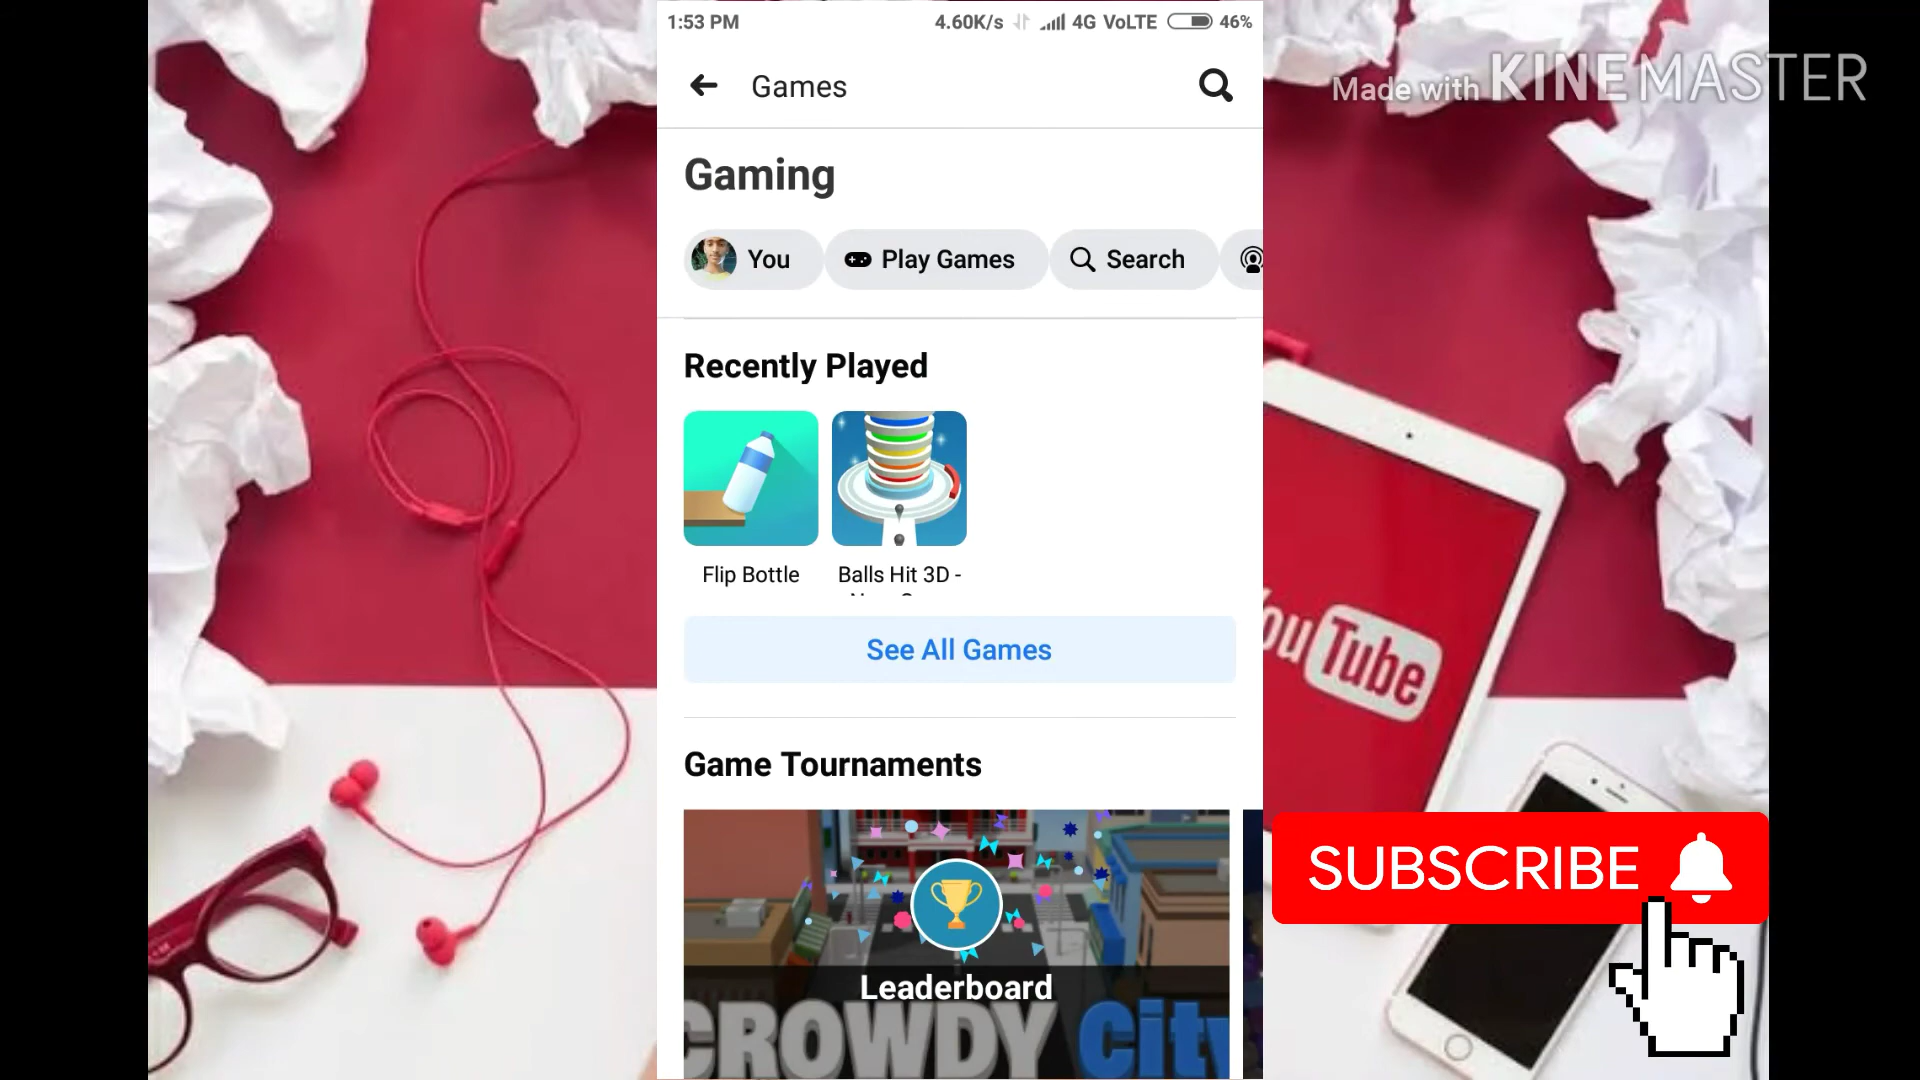 1:53 PM
4.60K/s
4G VoLTE
46%
Games
Made with KINEMASTER
Gaming
You
Play Games
Search
Recently Played
Flip Bottle
Balls Hit 3D -
See All Games
ouTube
Game Tournaments
SUBSCRIBE
Leaderboard
CROWDY City